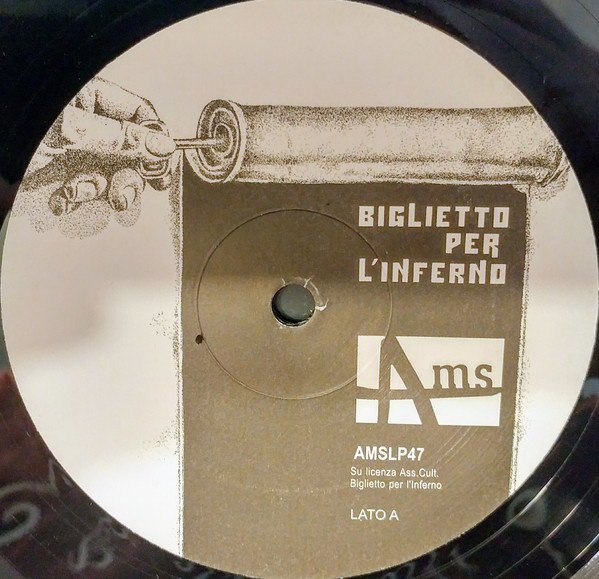 BIGLIETTO
PER
L'INFERNO
Ams
AMSLP47
Su licenza Ass.Cult.
Biglietto per l'Inferno
LATO A